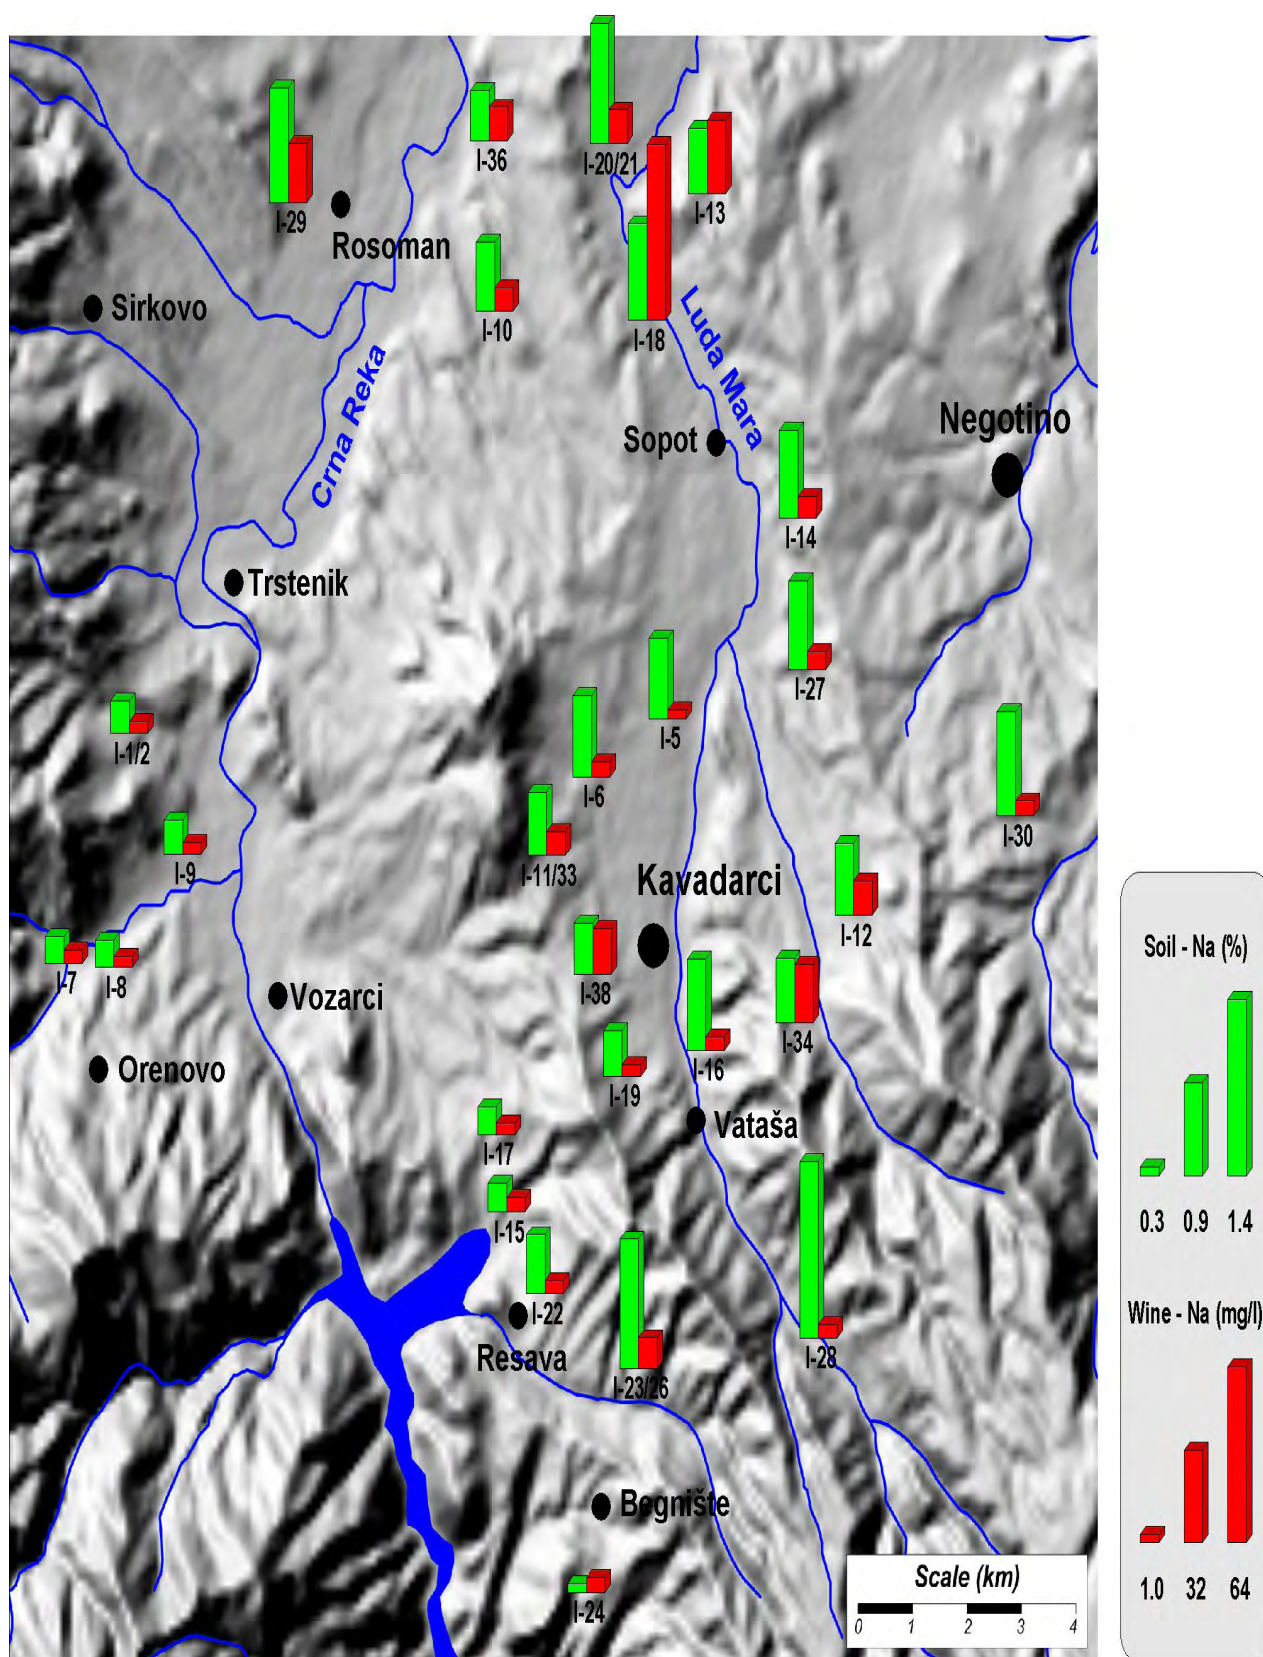 I-36
I-20/21
I-13
I-29
Rosoman
Sirkovo
I-10
I-18
Luda Mara
Crna Reka
Negotino
Sopot
I-14
Trstenik
I-27
I-5
I-1/2
I-6
I-30
I-9
I-11/33
Kavadarci
I-12
I-7
I-8
I-38
Vozarci
I-34
I-16
Orenovo
I-19
Vataša
I-17
I-15
I-22
Resava
I-28
I-23/26
Begnište
I-24
Scale (km)
0 1 2 3 4
Soil - Na (%)
0.3 0.9 1.4
Wine - Na (mg/l)
1.0 32 64